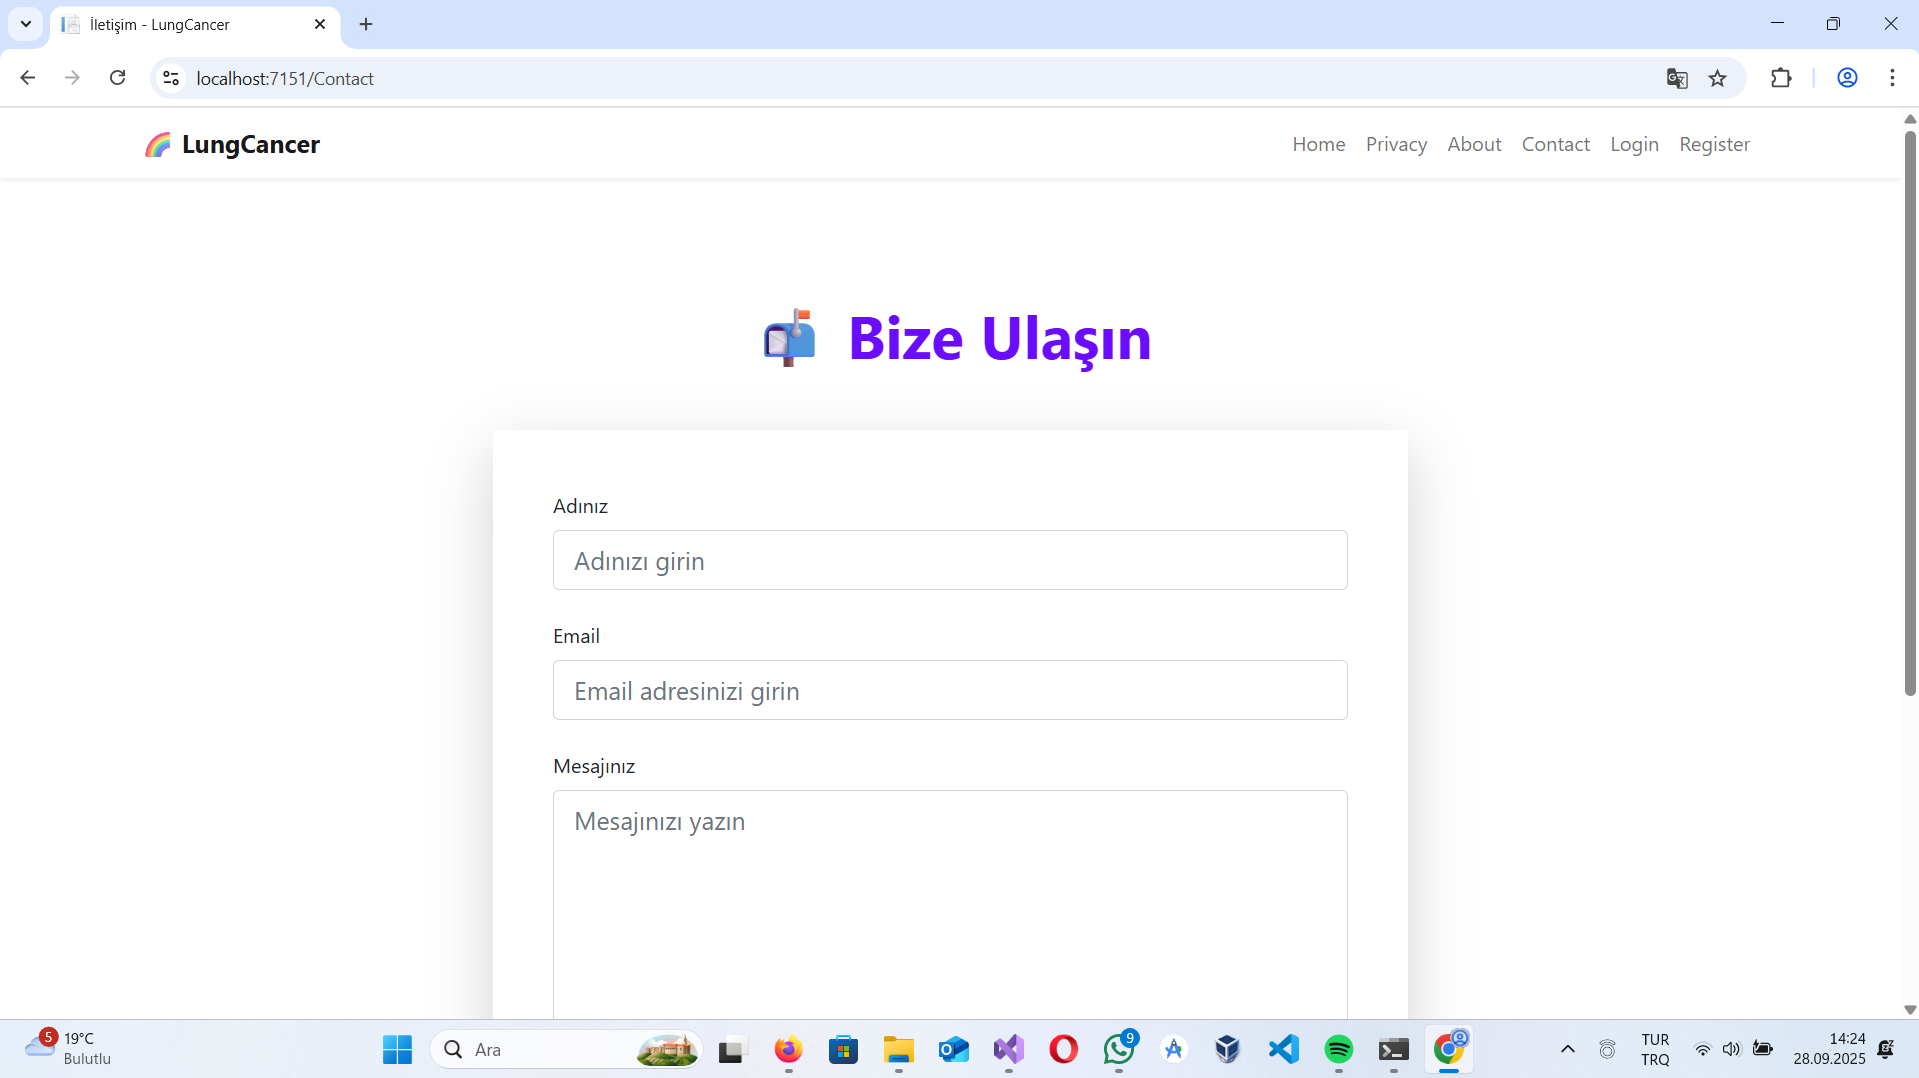 İletişim - LungCancer
localhost:7151/Contact
LungCancer
Home Privacy About Contact Login Register
Bize Ulaşın
Adınız
Adınızı girin
Email
Email adresinizi girin
Mesajınız
Mesajınızı yazın
5
19°C
Bulutlu
Ara
9
TUR
TRQ
14:24
28.09.2025